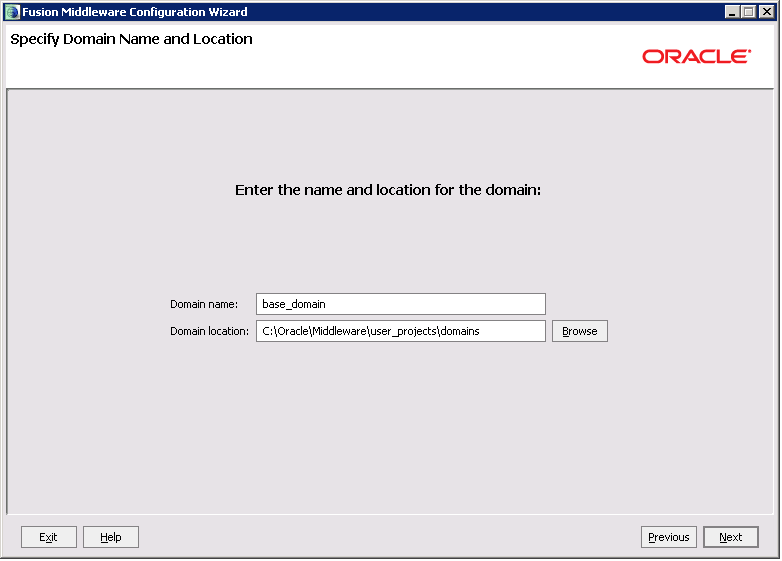 Fusion Middleware Configuration Wizard
Specify Domain Name and Location
ORACLE
Enter the name and location for the domain:
Domain name: base_domain
Domain location: C:\Oracle\Middleware\user_projects\domains Browse
Exit Help Previous Next